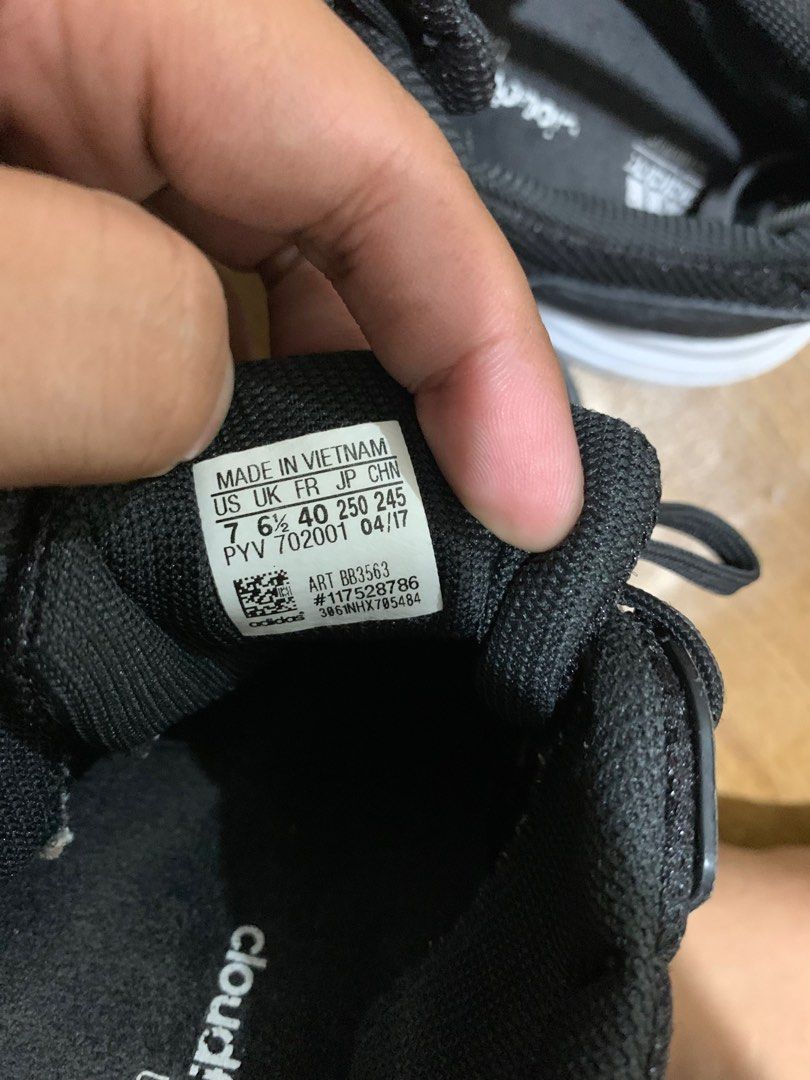 MADE IN VIETNAM
US UK FR JP CHN
7 6½ 40 250 245
PYV 702001 04/17
ART BB3563
#117528786
3061NHX705484
adidas